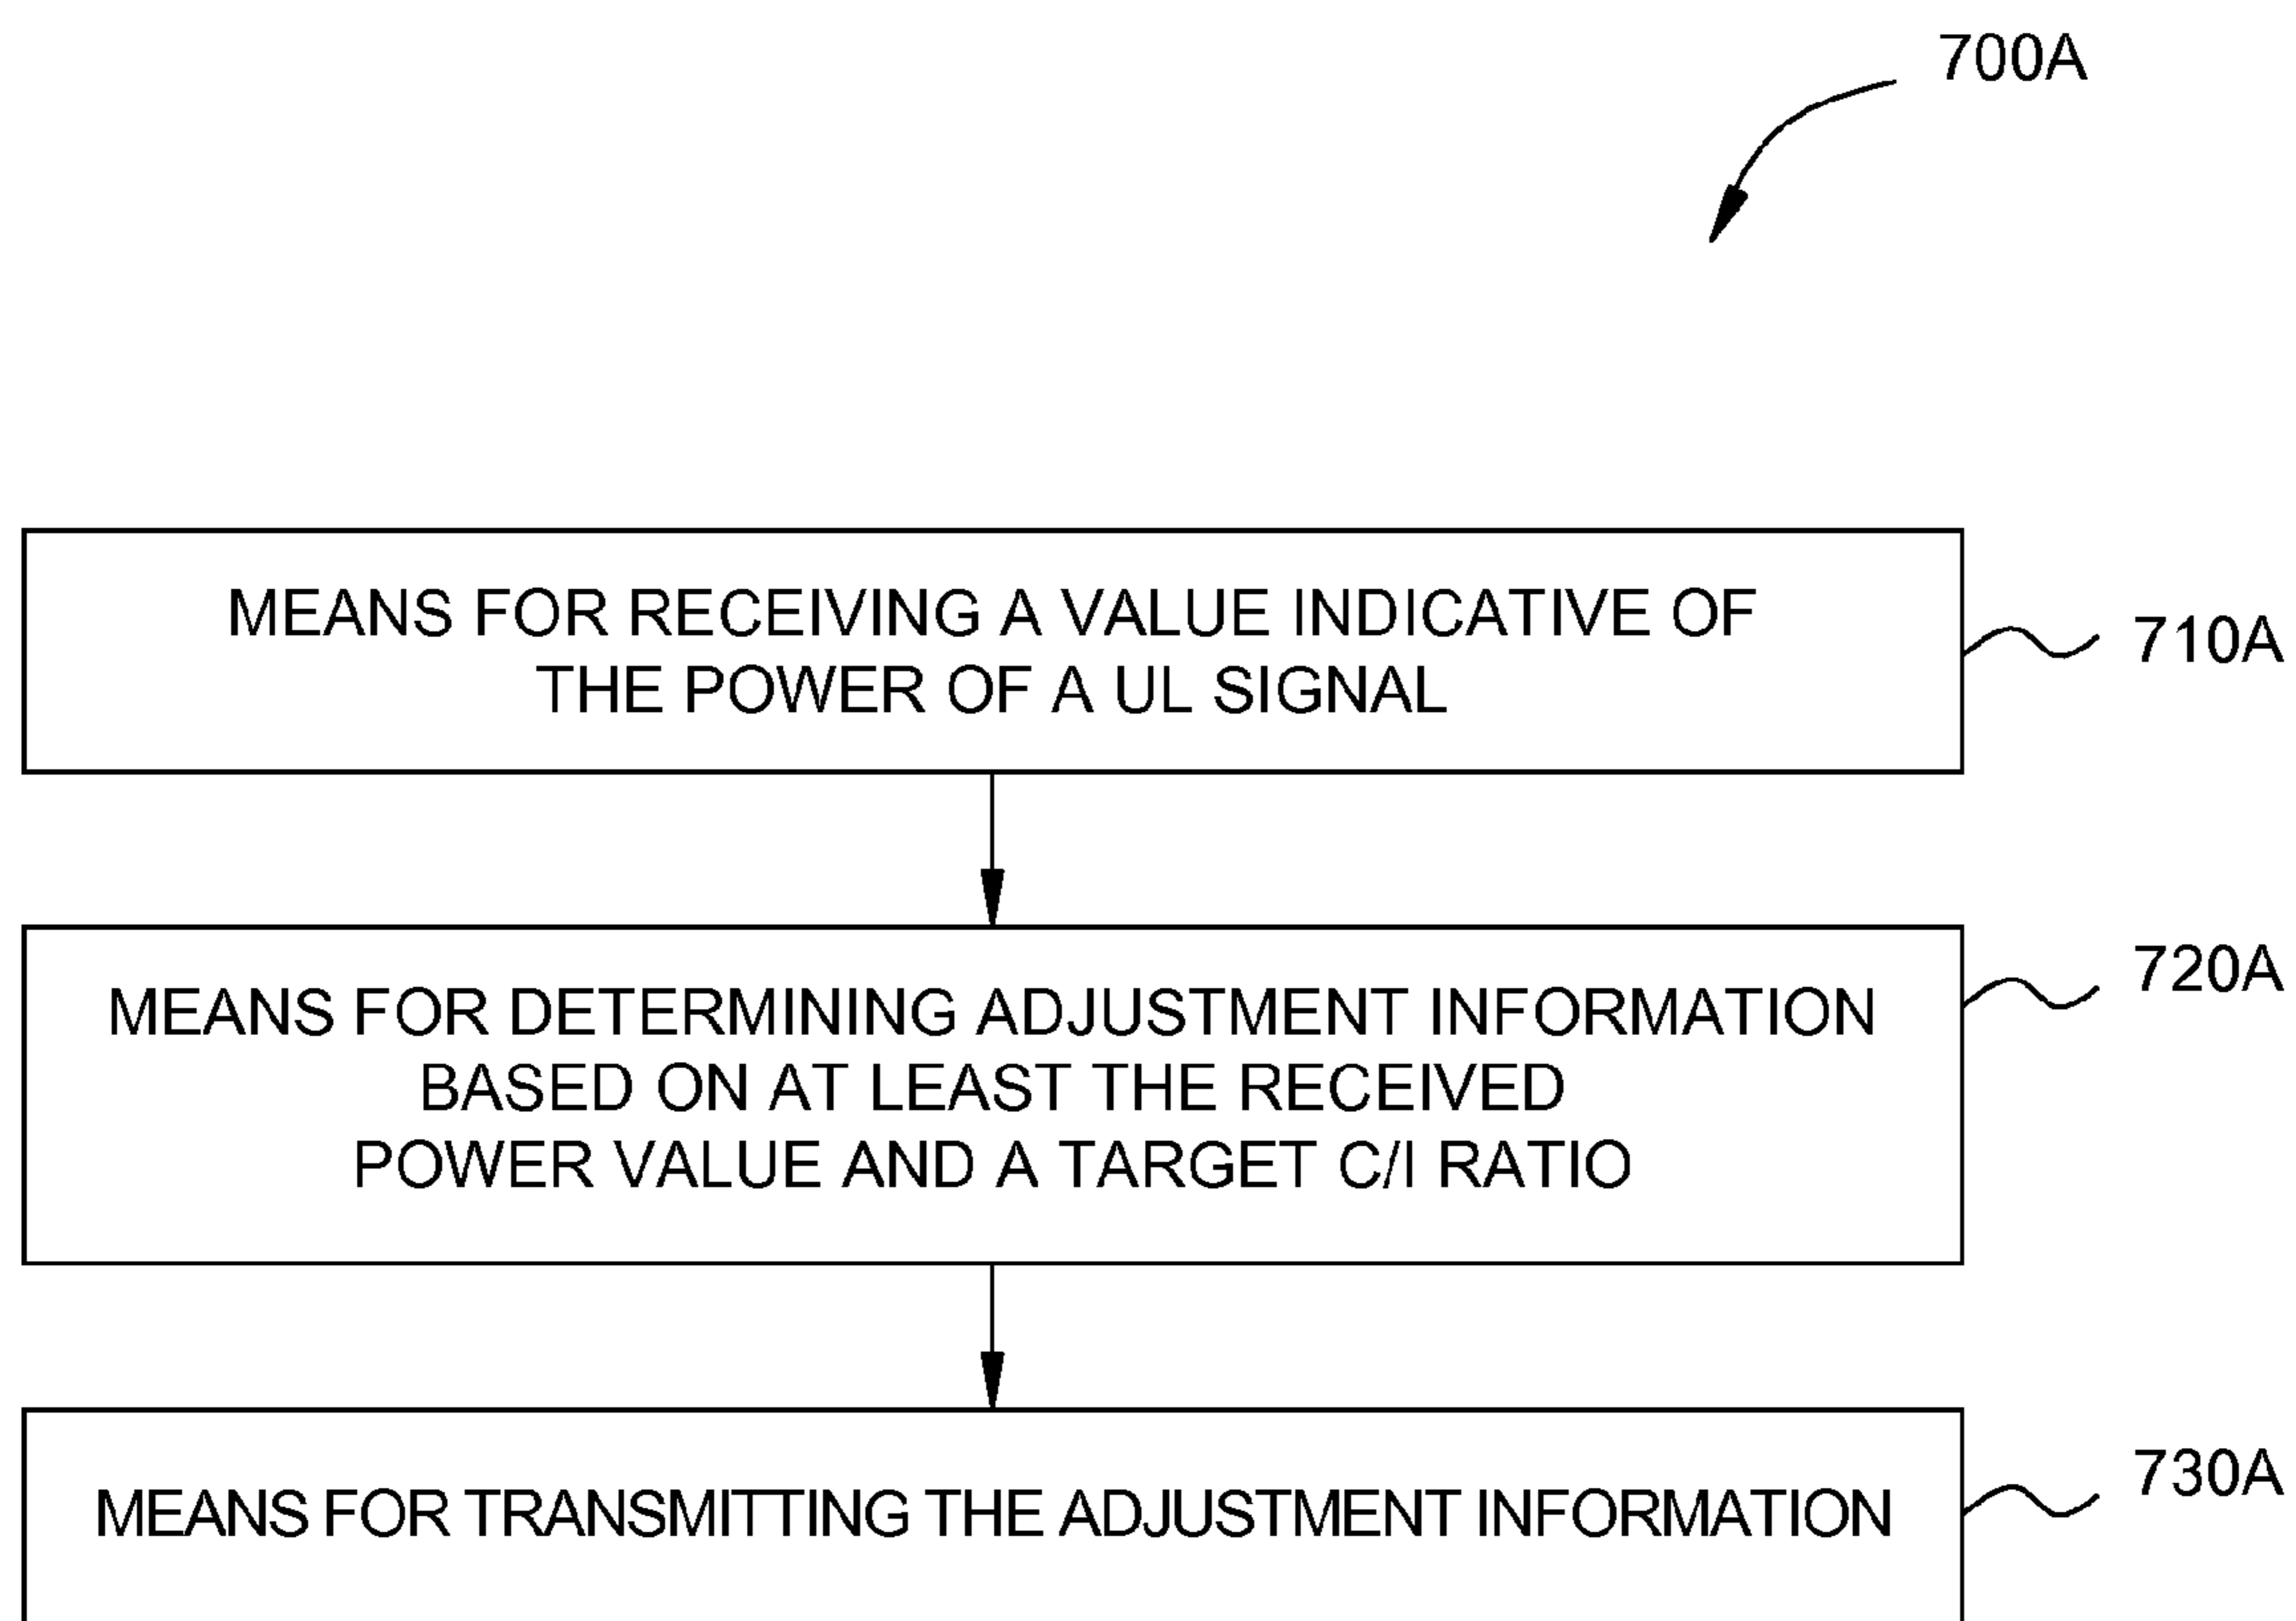 700A
MEANS FOR RECEIVING A VALUE INDICATIVE OF
THE POWER OF A UL SIGNAL
710A
MEANS FOR DETERMINING ADJUSTMENT INFORMATION
BASED ON AT LEAST THE RECEIVED
POWER VALUE AND A TARGET C/I RATIO
720A
MEANS FOR TRANSMITTING THE ADJUSTMENT INFORMATION
730A